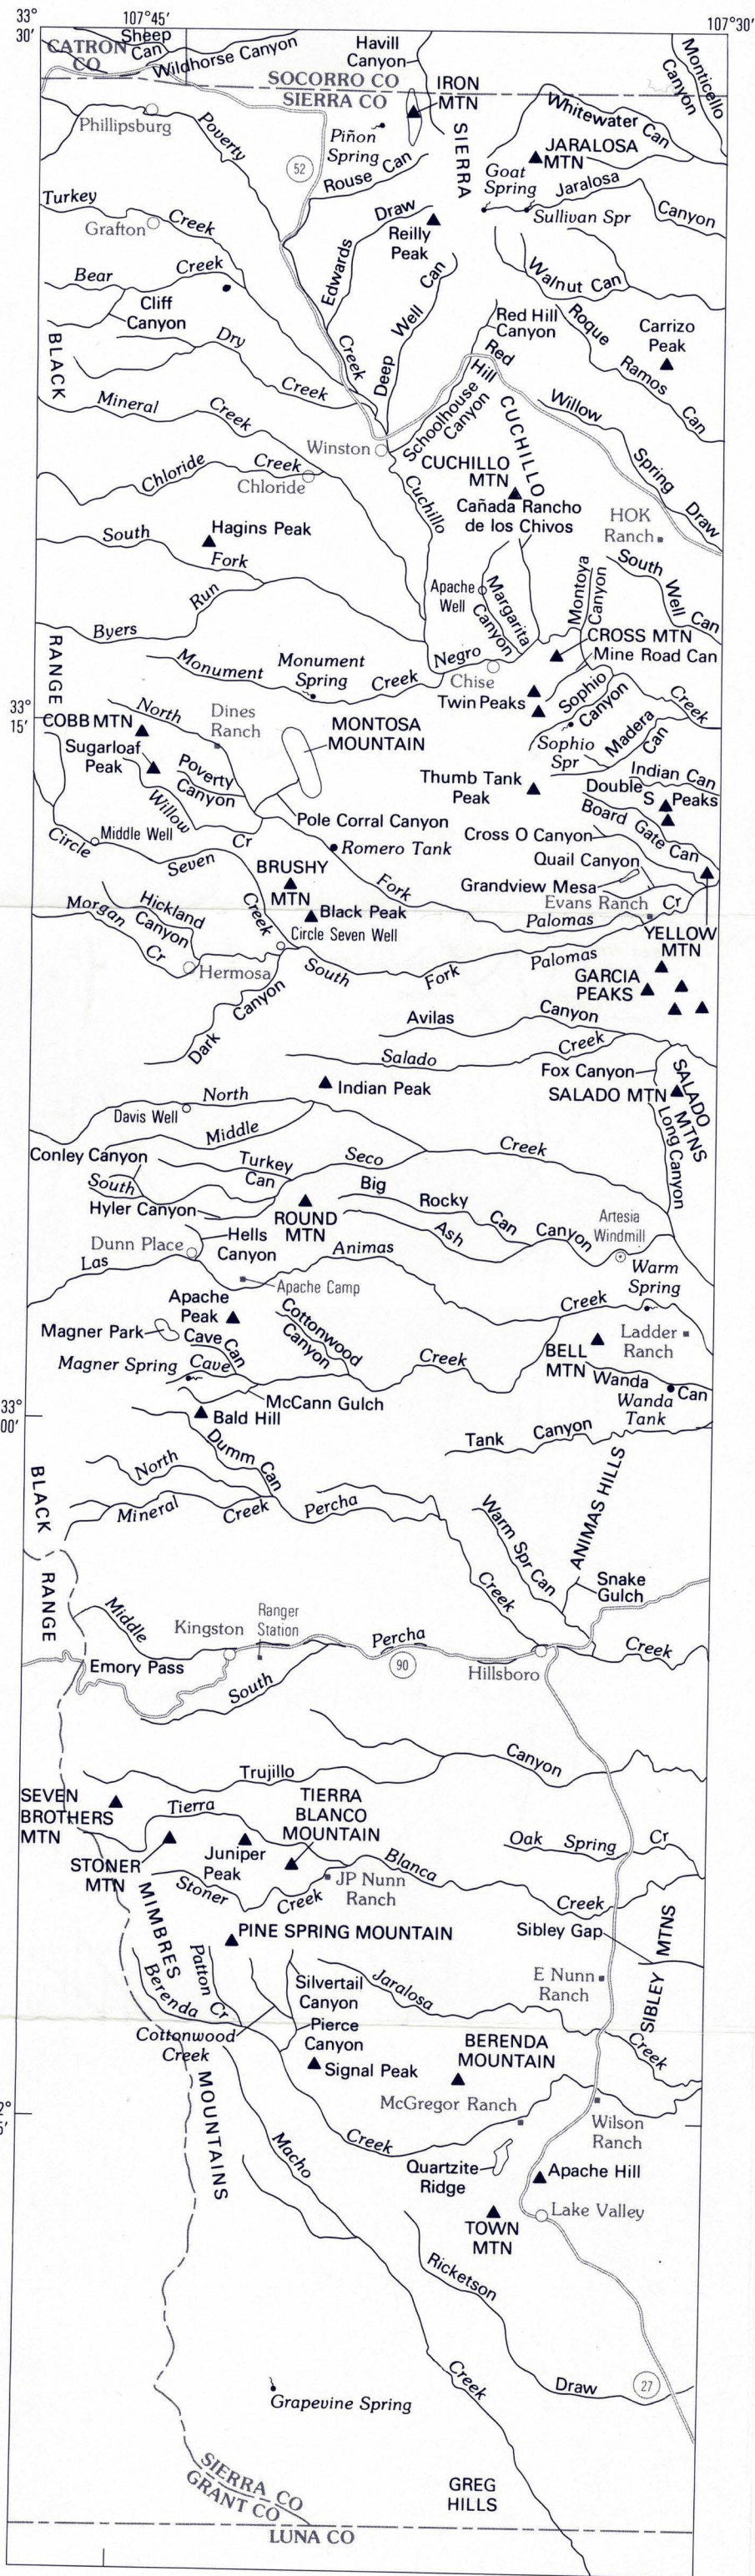 33°
30'
107°45'
107°30'
Sheep
Can
CATRON
CO
Wildhorse Canyon
Havill
Canyon
Monticello
Canyon
SOCORRO CO
SIERRA CO
IRON
MTN
Phillipsburg
Poverty
Piñon
Spring
SIERRA
Whitewater Can
JARALOSA
MTN
52
Rouse Can
Goat
Spring
Jaralosa
Canyon
Turkey
Creek
Grafton
Draw
Reilly
Peak
Sullivan Spr
Edwards
Bear
Creek
Cliff
Canyon
Well Can
Walnut Can
Red Hill
Canyon
Roque
Ramos
Can
Carrizo
Peak
BLACK
Dry
Creek
Creek
Deep
Red
Hill
Mineral
Creek
Schoolhouse
Canyon
CUCHILLO
Willow
Spring
Draw
Winston
Chloride
Creek
Chloride
CUCHILLO
MTN
Cuchillo
Cañada Rancho
de los Chivos
HOK
Ranch
South
Fork
Hagins Peak
Apache
Well
Margarita
Canyon
Montoya
Canyon
South
Well
Can
Byers
Run
RANGE
Monument
Monument
Spring
Creek
Negro
Chise
CROSS MTN
Mine Road Can
33°
15'
COBB MTN
North
Dines
Ranch
MONTOSA
MOUNTAIN
Twin Peaks
Sophio
Canyon
Creek
Sophio
Spr
Madera
Can
Sugarloaf
Peak
Poverty
Canyon
Willow
Cr
Thumb Tank
Peak
Indian Can
Double
S Peaks
Pole Corral Canyon
Cross O Canyon
Board Gate Can
Circle
Middle Well
Seven
Romero Tank
Quail Canyon
BRUSHY
MTN
Fork
Grandview Mesa
Morgan
Cr
Hickland
Canyon
Creek
Black Peak
Evans Ranch
Cr
Palomas
Circle Seven Well
YELLOW
MTN
Hermosa
South
Fork
Palomas
GARCIA
PEAKS
Dark
Canyon
Avilas
Canyon
Salado
Creek
Fox Canyon
SALADO
MTNS
Indian Peak
SALADO MTN
Long Canyon
North
Davis Well
Middle
Conley Canyon
Turkey
Can
Seco
Creek
South
Big
Rocky
Can
Canyon
Artesia
Windmill
Hyler Canyon
ROUND
MTN
Ash
Hells
Canyon
Dunn Place
Las
Animas
Warm
Spring
Apache Camp
Apache
Peak
Cottonwood
Canyon
Creek
Ladder
Ranch
Magner Park
Cave
Can
BELL
MTN
Magner Spring
Cave
Creek
Wanda
Can
Wanda
Tank
McCann Gulch
33°
00'
Bald Hill
Dumm Can
Tank
Canyon
North
BLACK
Mineral
Creek
Percha
Warm Spr Can
ANIMAS HILLS
Creek
Snake
Gulch
RANGE
Middle
Kingston
Ranger
Station
Percha
Creek
Emory Pass
90
Hillsboro
South
Canyon
Trujillo
SEVEN
BROTHERS
MTN
Tierra
TIERRA
BLANCO
MOUNTAIN
STONER
MTN
Juniper
Peak
Blanca
Oak Spring
Cr
Stoner
Creek
JP Nunn
Ranch
Creek
MIMBRES
PINE SPRING MOUNTAIN
Sibley Gap
SIBLEY MTNS
Patton
Cr
Berenda
Silvertail
Canyon
Jaralosa
E Nunn
Ranch
Pierce
Canyon
Creek
Cottonwood
Creek
BERENDA
MOUNTAIN
Signal Peak
MOUNTAINS
McGregor Ranch
2°
5'
Wilson
Ranch
Macho
Creek
Quartzite
Ridge
Apache Hill
Lake Valley
TOWN
MTN
Ricketson
Creek
Draw
27
Grapevine Spring
SIERRA CO
GRANT CO
GREG
HILLS
LUNA CO